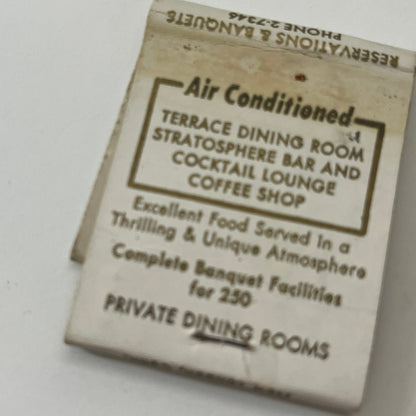 RESERVATIONS & BANQUETS
PHONE 2-7346
Air Conditioned
TERRACE DINING ROOM
STRATOSPHERE BAR AND
COCKTAIL LOUNGE
COFFEE SHOP
Excellent Food Served in a
Thrilling & Unique Atmosphere
Complete Banquet Facilities
for 250
PRIVATE DINING ROOMS